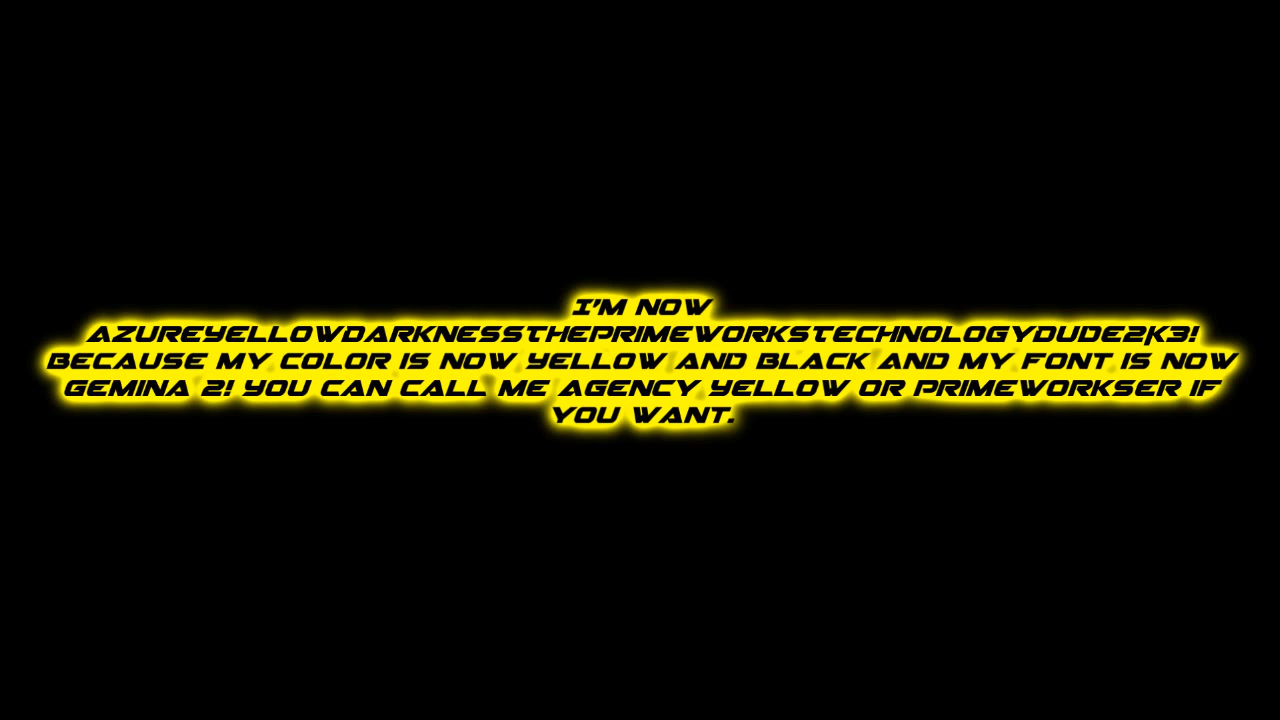 I'M NOW
AZUREYELLOWDARKNESSTHEPRIMEWORKSTECHNOLOGYDUDE2K3!
BECAUSE MY COLOR IS NOW YELLOW AND BLACK AND MY FONT IS NOW
GEMINA 2! YOU CAN CALL ME AGENCY YELLOW OR PRIMEWORKSER IF
YOU WANT.